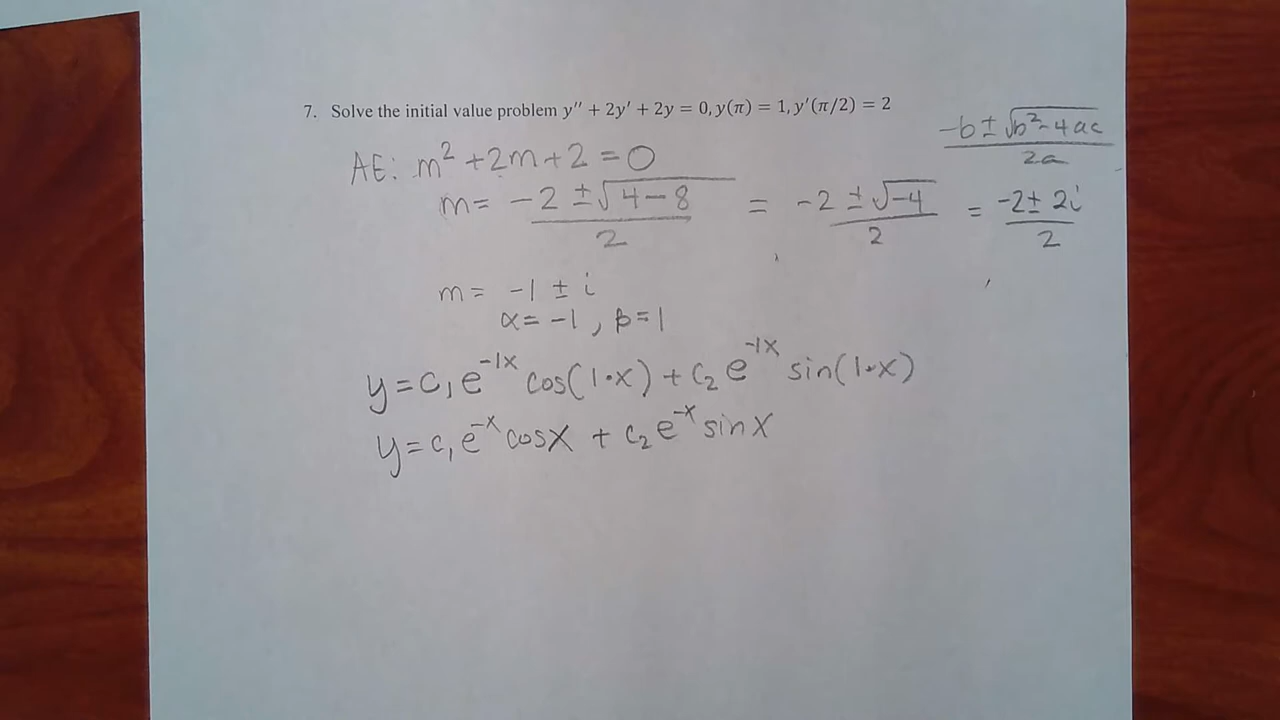 7. Solve the initial value problem y′′ + 2y′ + 2y = 0, y(π) = 1, y′(π/2) = 2
(-b ± √(b² - 4ac))/(2a)
AE: m² + 2m + 2 = 0
m = (-2 ± √(4 - 8))/2 = (-2 ± √(-4))/2 = (-2 ± 2i)/2
m = -1 ± i
α = -1, β = 1
y = c₁e^(-1x) cos(1·x) + c₂e^(-1x) sin(1·x)
y = c₁e^(-x) cosx + c₂e^(-x) sinx